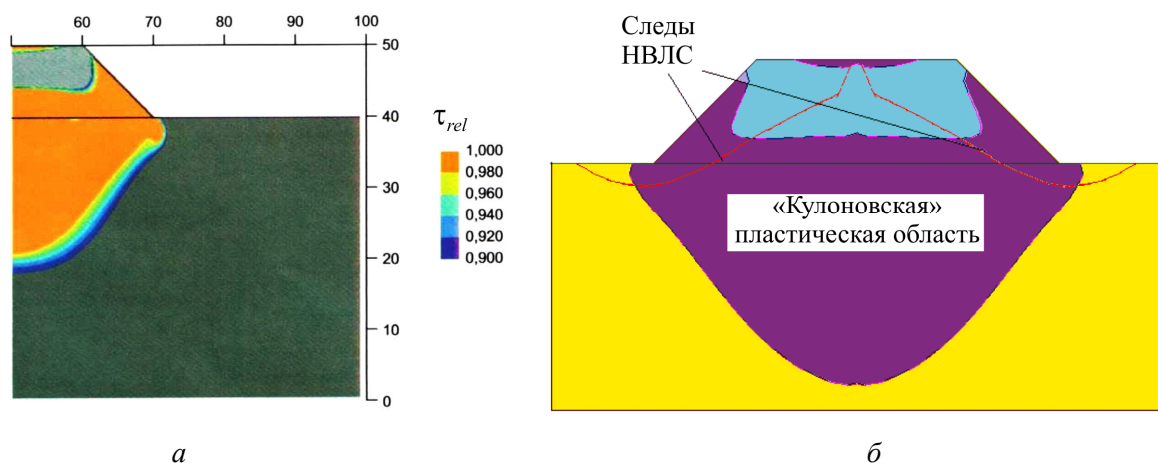 60 70 80 90 100
50
40
30
20
10
0
τrel
1,000
0,980
0,960
0,940
0,920
0,900
а
Следы
НВЛС
«Кулоновская»
пластическая область
б